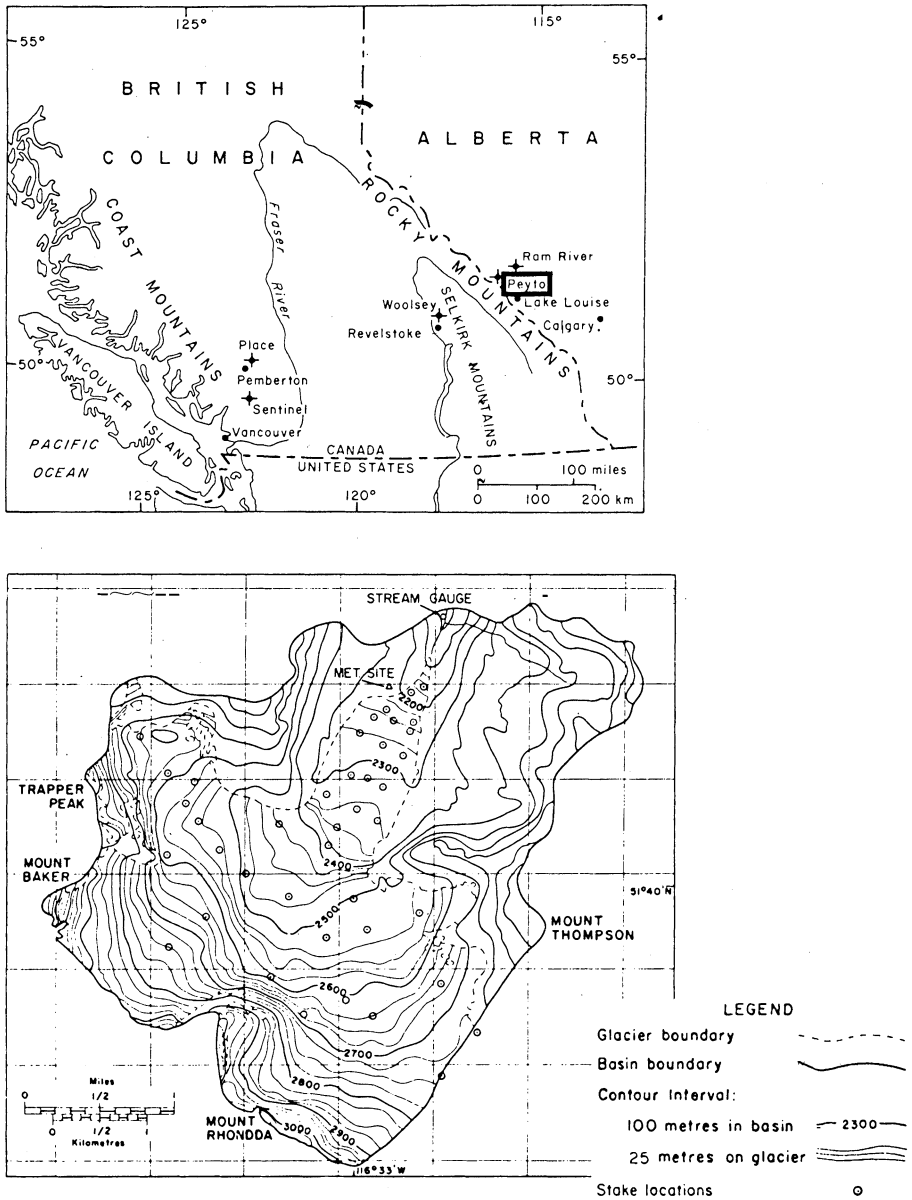 125°
115°
55°
55°
BRITISH
COLUMBIA
ALBERTA
ROCKY
MOUNTAINS
COAST
MOUNTAINS
Fraser
River
Ram River
Peyto
Lake Louise
Woolsey
Calgary
Revelstoke
SELKIRK
MOUNTAINS
Place
50°
50°
Pemberton
Sentinel
VANCOUVER
ISLAND
Vancouver
PACIFIC
OCEAN
CANADA
UNITED STATES
0 100 miles
0 100 200 km
125°
120°
STREAM GAUGE
MET SITE
2200
2300
TRAPPER
PEAK
2400
MOUNT
BAKER
51°40'N
2500
MOUNT
THOMPSON
2600
2700
2800
2900
3000
Miles
0 1/2 1
0 1/2 1
Kilometres
MOUNT
RHONDDA
116°33'W
LEGEND
Glacier boundary
Basin boundary
Contour Interval:
100 metres in basin 2300
25 metres on glacier
Stake locations